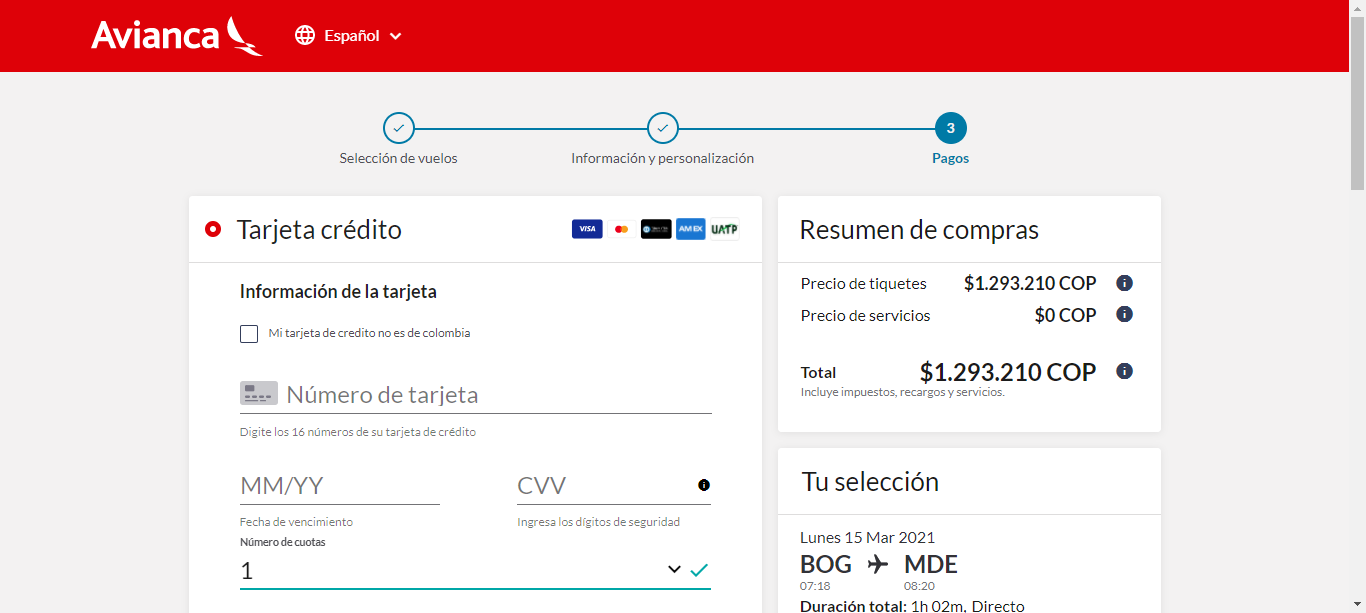 Avianca
Español
3
Selección de vuelos
Información y personalización
Pagos
Tarjeta crédito
VISA
AM EX
UATP
Información de la tarjeta
Mi tarjeta de credito no es de colombia
Número de tarjeta
Digite los 16 números de su tarjeta de crédito
MM/YY
CVV
Fecha de vencimiento
Ingresa los dígitos de seguridad
Número de cuotas
1
Resumen de compras
Precio de tiquetes $1.293.210 COP
Precio de servicios $0 COP
Total $1.293.210 COP
Incluye impuestos, recargos y servicios.
Tu selección
Lunes 15 Mar 2021
BOG MDE
07:18 08:20
Duración total: 1h 02m, Directo